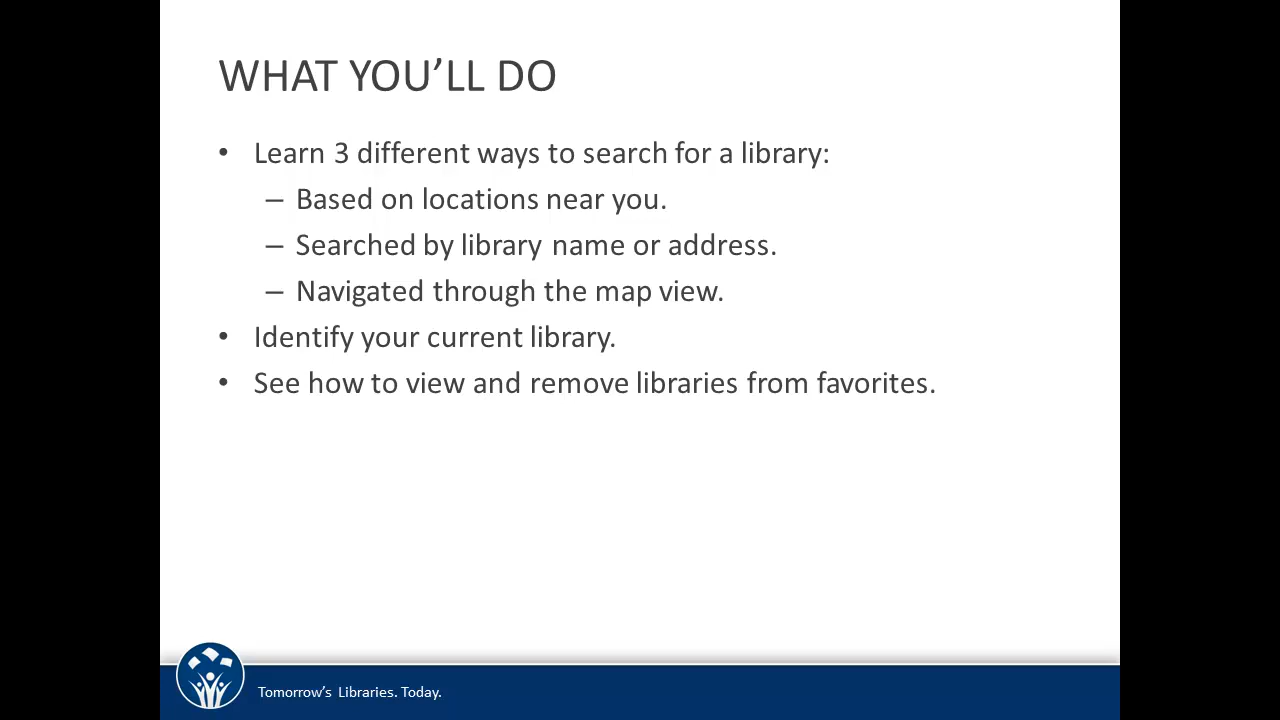 WHAT YOU’LL DO
• Learn 3 different ways to search for a library:
– Based on locations near you.
– Searched by library name or address.
– Navigated through the map view.
• Identify your current library.
• See how to view and remove libraries from favorites.
Tomorrow’s Libraries. Today.